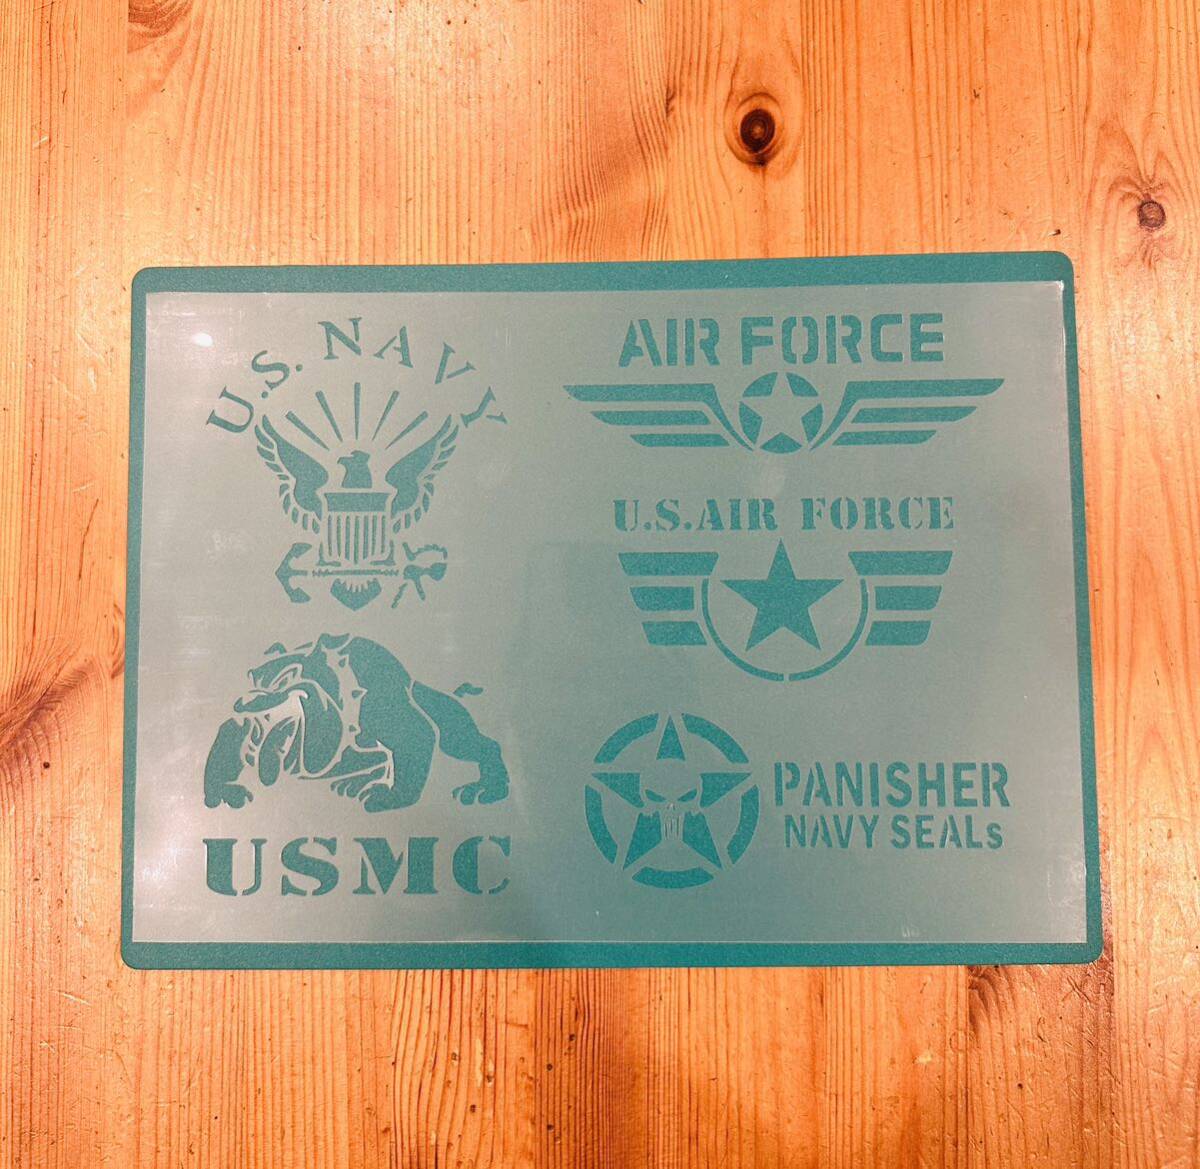 U.S. NAVY
USMC
AIR FORCE
U.S.AIR FORCE
PANISHER
NAVY SEALs